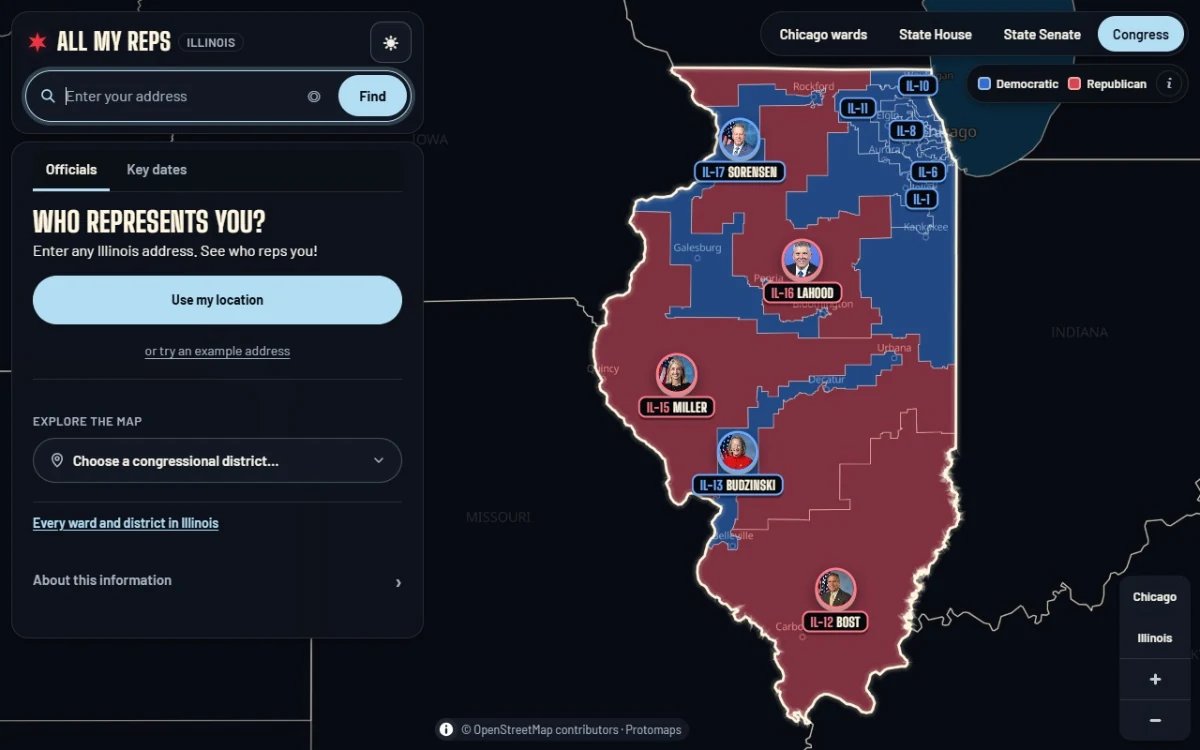 ALL MY REPS ILLINOIS
Enter your address
Find
Officials
Key dates
WHO REPRESENTS YOU?
Enter any Illinois address. See who reps you!
Use my location
or try an example address
EXPLORE THE MAP
Choose a congressional district...
Every ward and district in Illinois
About this information
Chicago wards
State House
State Senate
Congress
Democratic
Republican
i
IOWA
Rockford
IL-10
IL-11
Elgin
IL-8
Aurora
IL-17 SORENSEN
IL-6
IL-1
Kankakee
Galesburg
Peoria
IL-16 LAHOOD
Bloomington
INDIANA
Urbana
Quincy
Decatur
IL-15 MILLER
IL-13 BUDZINSKI
MISSOURI
Belleville
IL-12 BOST
Chicago
Illinois
+
−
© OpenStreetMap contributors · Protomaps